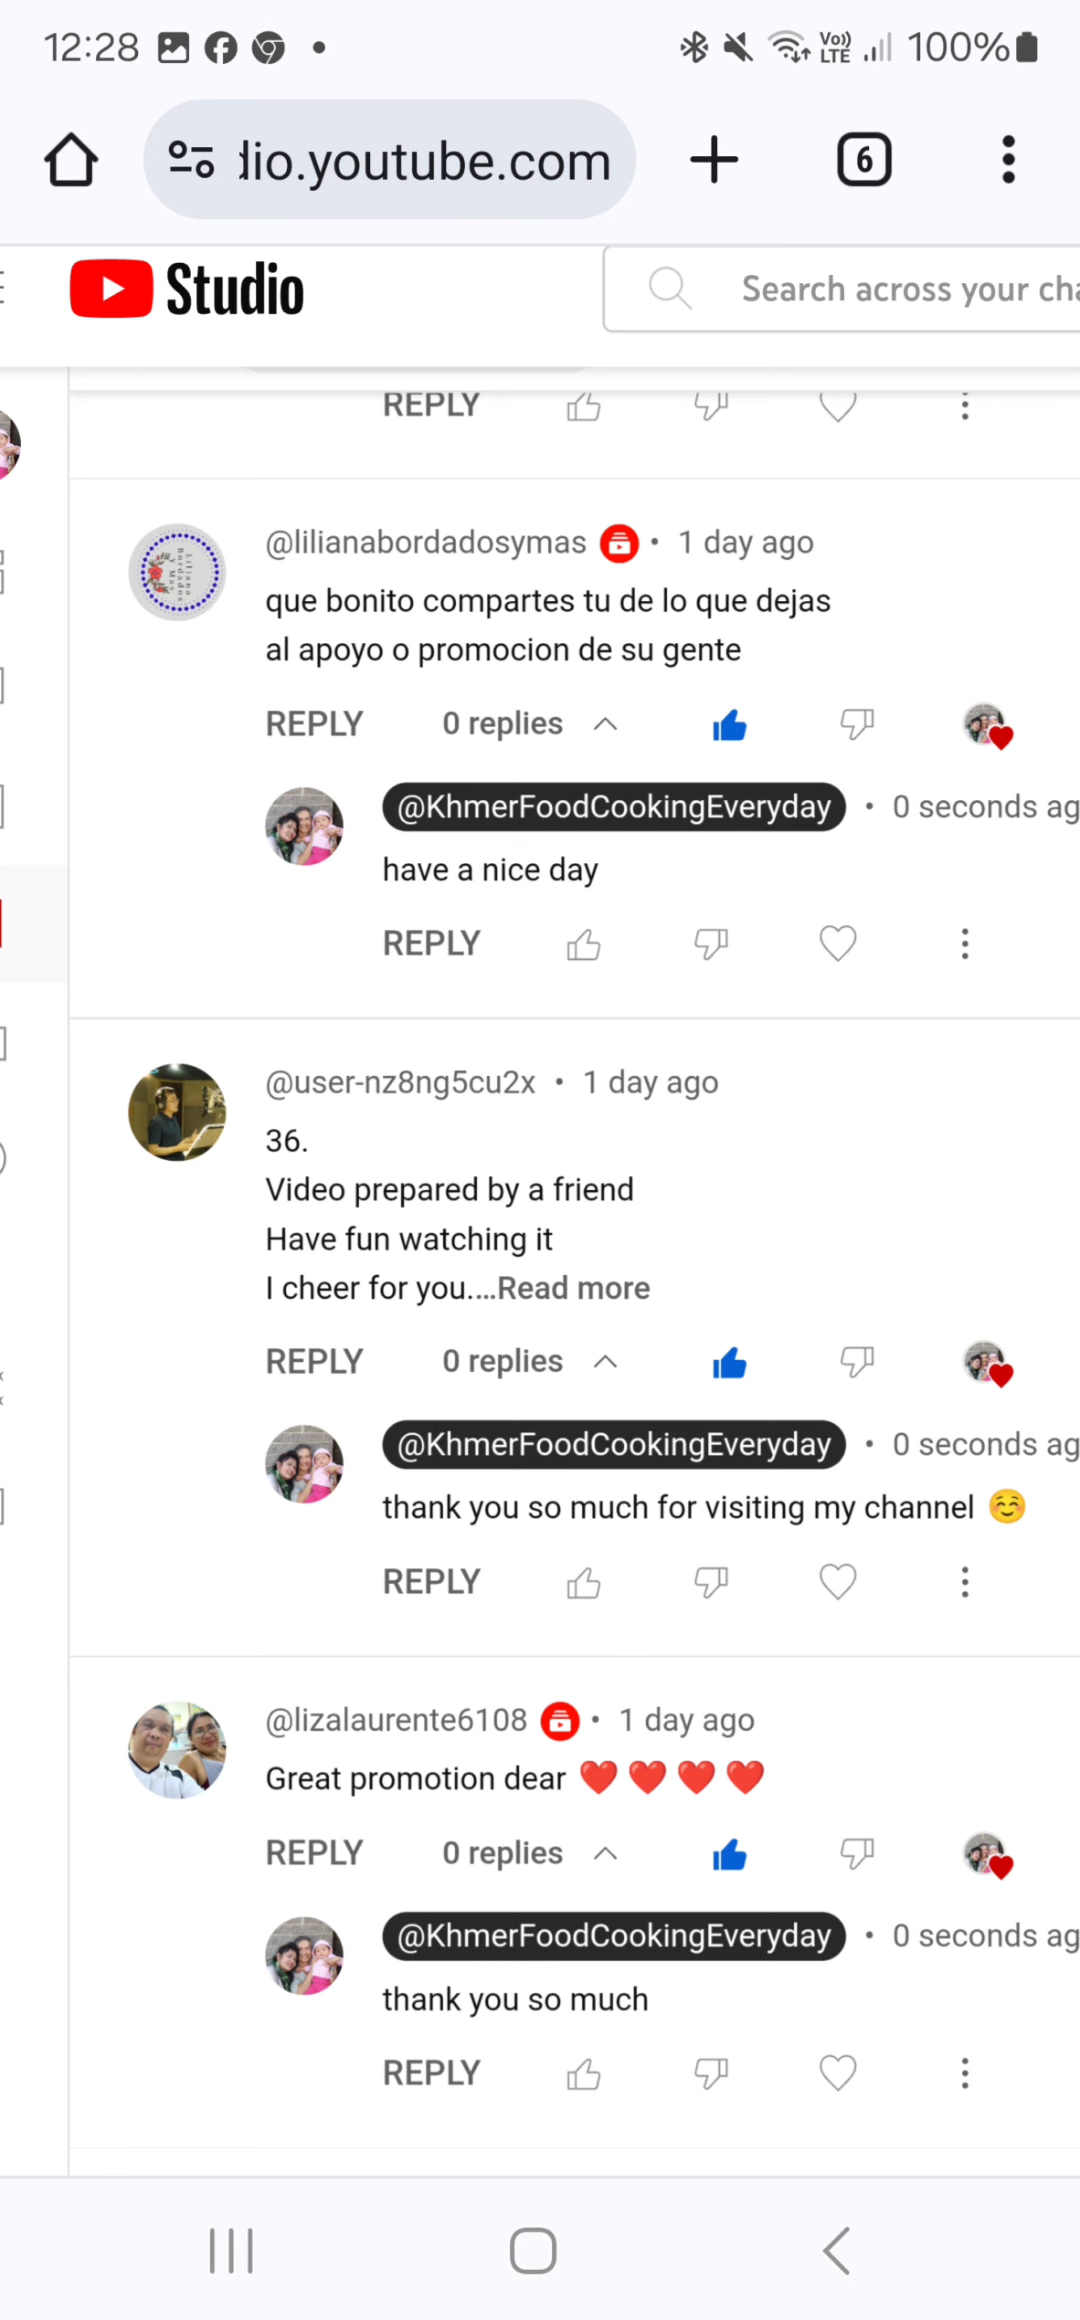 12:28 Vo)) LTE 100%
dio.youtube.com 6
Studio Search across your cha
REPLY
@lilianabordadosymas • 1 day ago
que bonito compartes tu de lo que dejas
al apoyo o promocion de su gente
REPLY 0 replies
@KhmerFoodCookingEveryday • 0 seconds ag
have a nice day
REPLY
@user-nz8ng5cu2x • 1 day ago
36.
Video prepared by a friend
Have fun watching it
I cheer for you....Read more
REPLY 0 replies
@KhmerFoodCookingEveryday • 0 seconds ag
thank you so much for visiting my channel ☺️
REPLY
@lizalaurente6108 • 1 day ago
Great promotion dear ❤️ ❤️ ❤️ ❤️
REPLY 0 replies
@KhmerFoodCookingEveryday • 0 seconds ag
thank you so much
REPLY